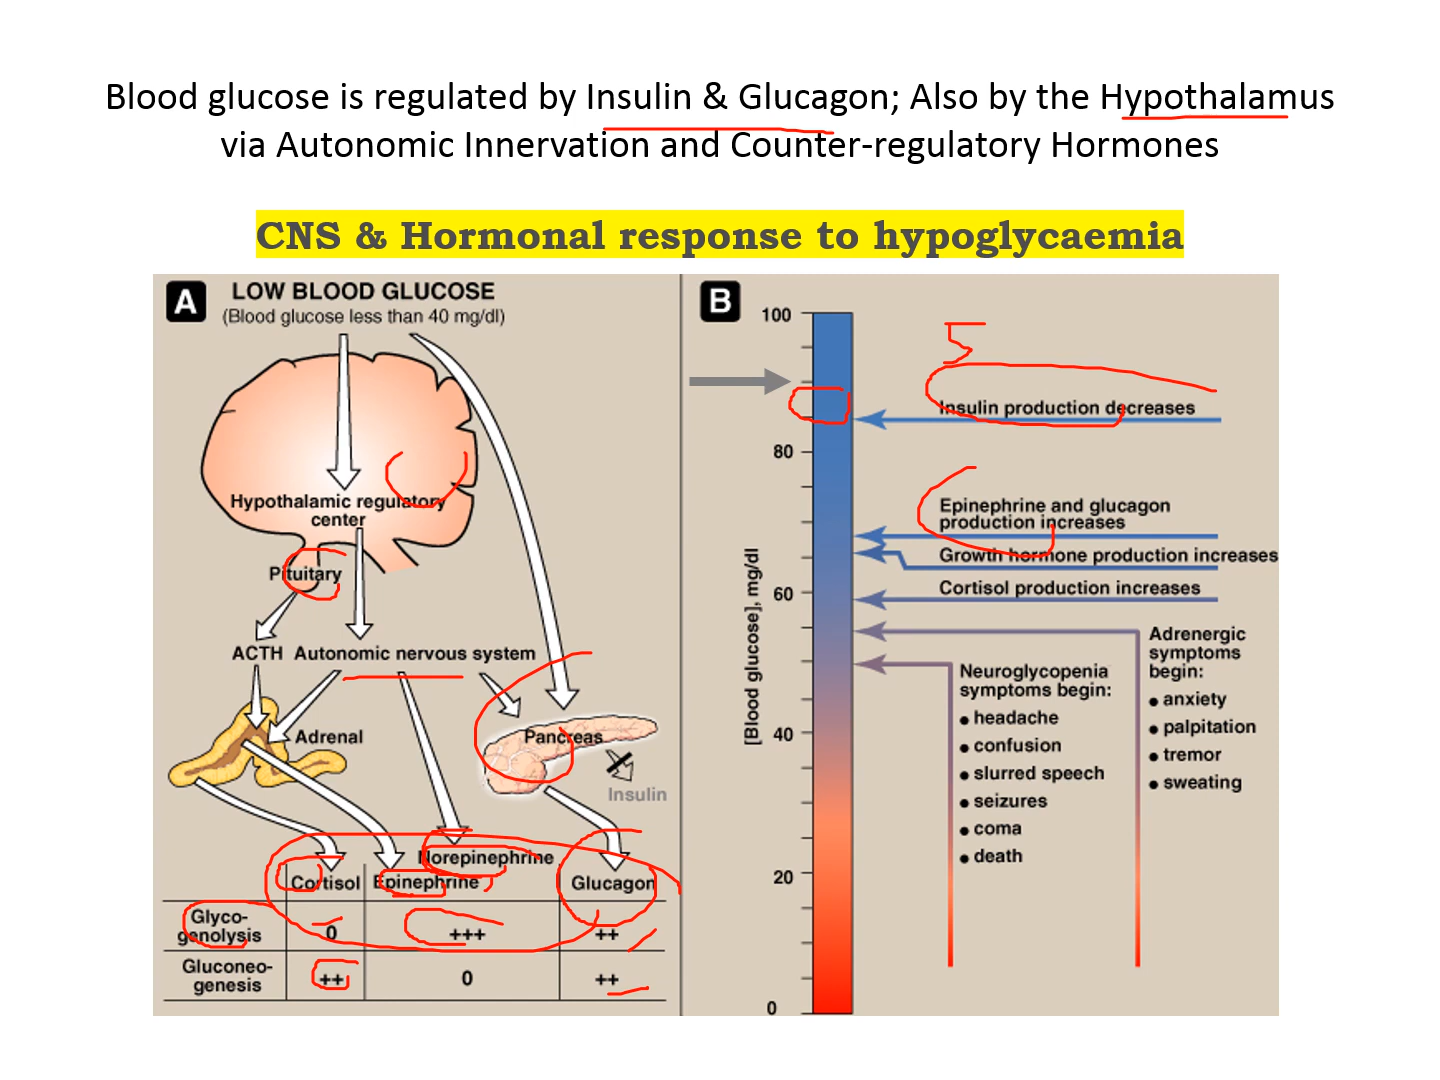 Blood glucose is regulated by Insulin & Glucagon; Also by the Hypothalamus
via Autonomic Innervation and Counter-regulatory Hormones
CNS & Hormonal response to hypoglycaemia
A
LOW BLOOD GLUCOSE
(Blood glucose less than 40 mg/dl)
Hypothalamic regulatory
center
Pituitary
ACTH
Autonomic nervous system
Adrenal
Pancreas
Insulin
Norepinephrine
Cortisol
Epinephrine
Glucagon
Glyco-
genolysis
0
+++
++
Gluconeo-
genesis
++
0
++
B
[Blood glucose], mg/dl
100
80
60
40
20
0
Insulin production decreases
Epinephrine and glucagon
production increases
Growth hormone production increases
Cortisol production increases
Neuroglycopenia
symptoms begin:
• headache
• confusion
• slurred speech
• seizures
• coma
• death
Adrenergic
symptoms
begin:
• anxiety
• palpitation
• tremor
• sweating